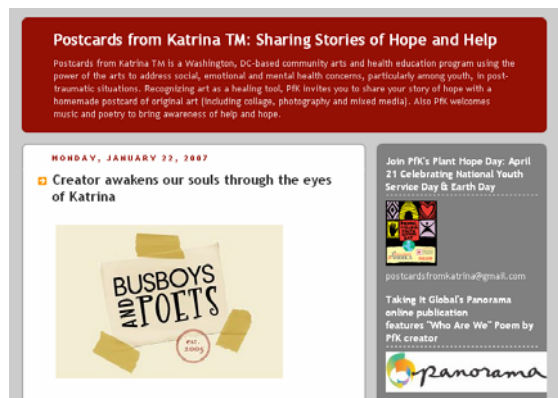 Postcards from Katrina TM: Sharing Stories of Hope and Help
Postcards from Katrina TM is a Washington, DC-based community arts and health education program using the
power of the arts to address social, emotional and mental health concerns, particularly among youth, in post-
traumatic situations. Recognizing art as a healing tool, PfK invites you to share your story of hope with a
homemade postcard of original art (including collage, photography and mixed media). Also PfK welcomes
music and poetry to bring awareness of help and hope.
MONDAY, JANUARY 22, 2007
Creator awakens our souls through the eyes
of Katrina
BUSBOYS
AND POETS
est.
2005
Join PfK's Plant Hope Day: April
21 Celebrating National Youth
Service Day & Earth Day
postcardsfromkatrina@gmail.com
Taking It Global's Panorama
online publication
features "Who Are We" Poem by
PfK creator
panorama